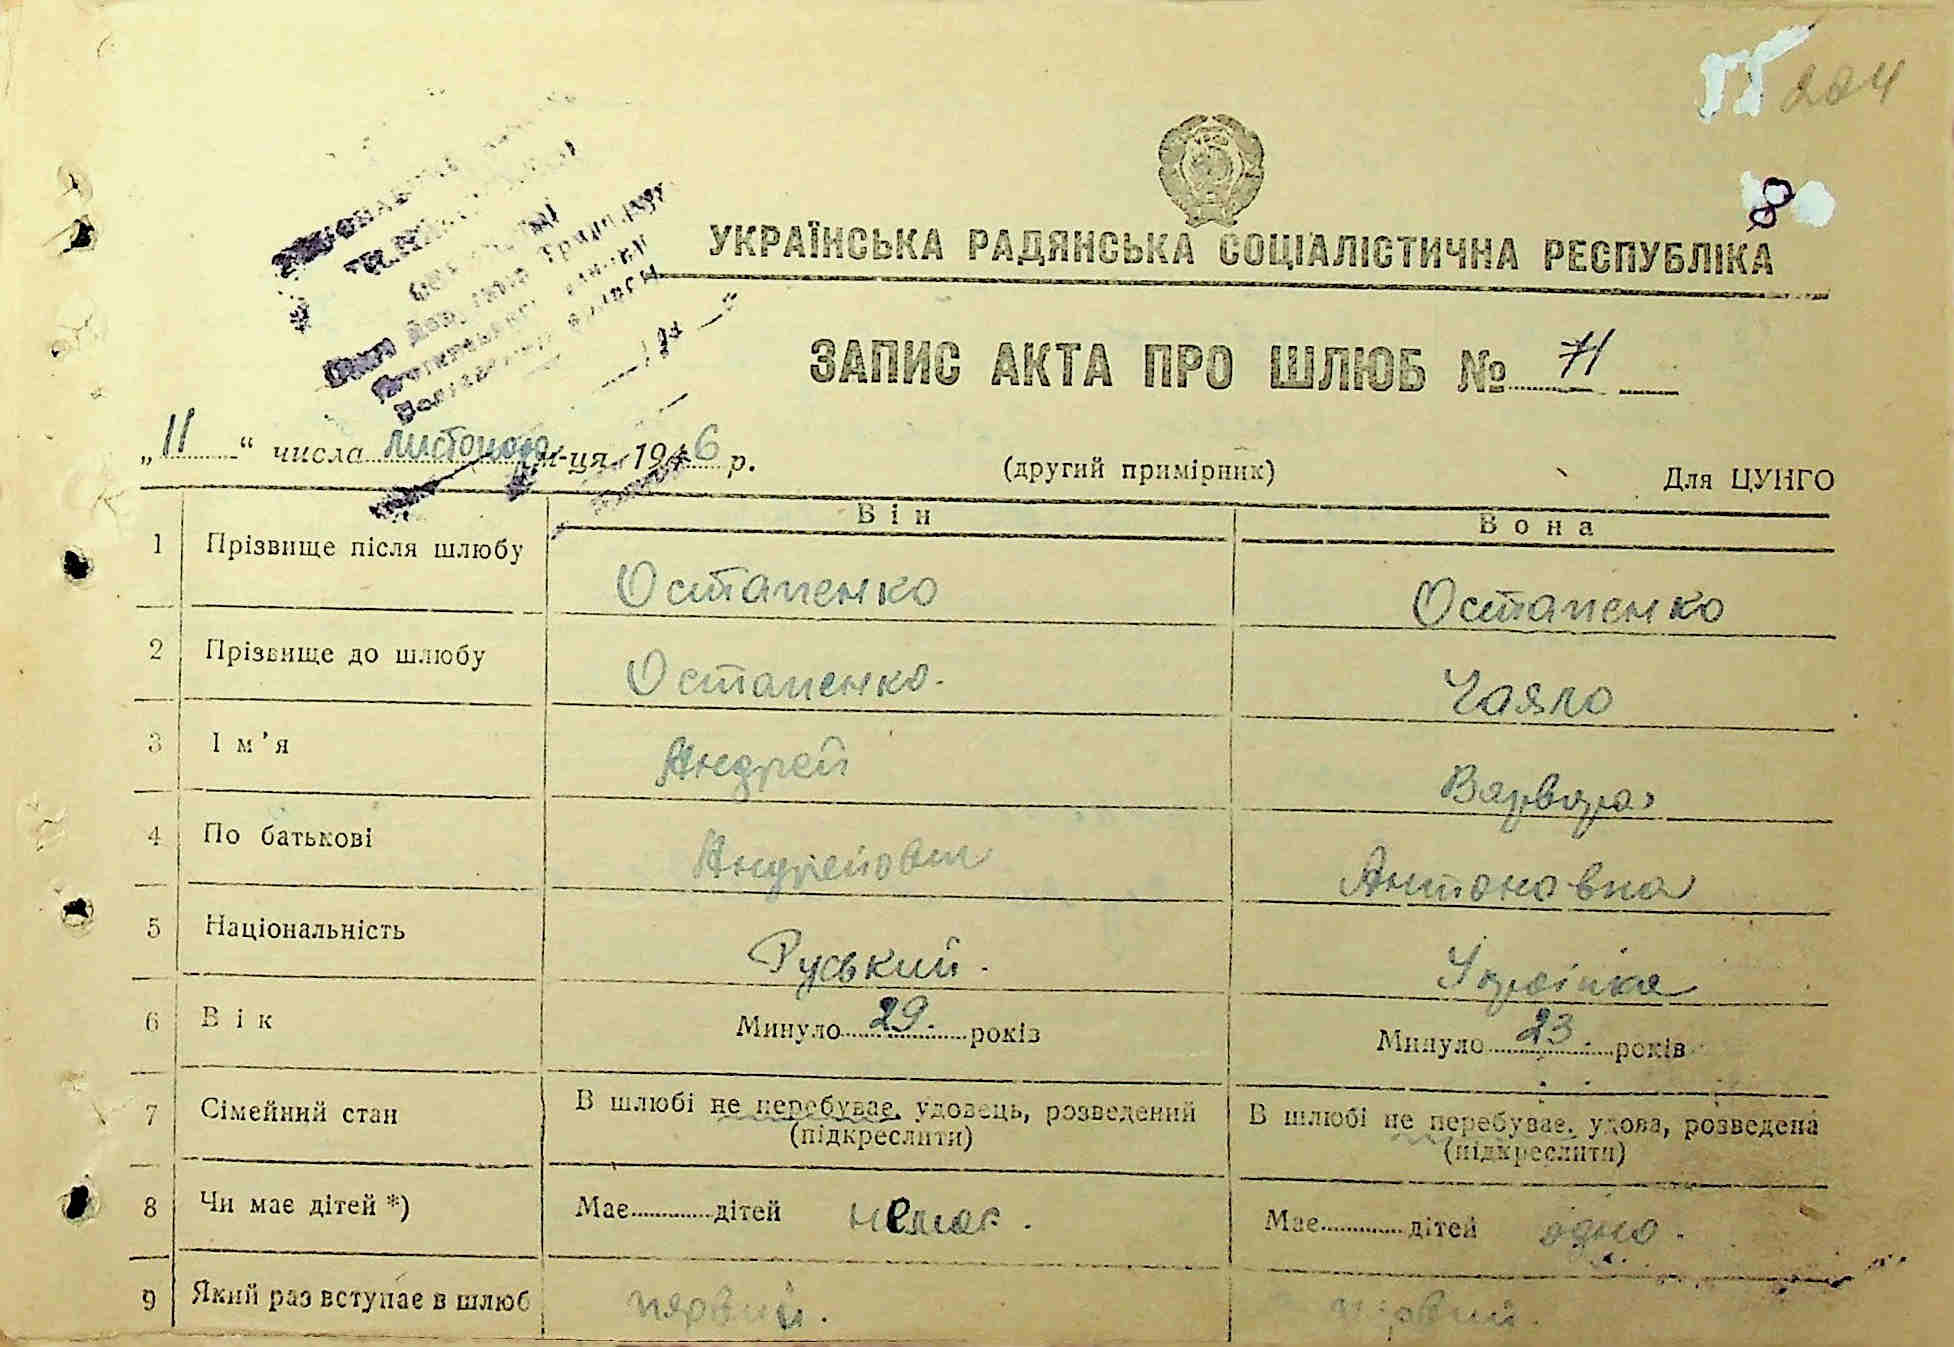 204
8
УКРАЇНСЬКА РАДЯНСЬКА СОЦІАЛІСТИЧНА РЕСПУБЛІКА
ЗАПИС АКТА ПРО ШЛЮБ № 71
„11“ числа листопада м-ця 1946 р.
(другий примірник)
Для ЦУНГО
Він
Вона
1 Прізвище після шлюбу Остапенко Остапенко
2 Прізвище до шлюбу Остапенко. Чаяло
3 Ім’я Андрей Варвара
4 По батькові Андрейович Антоновна
5 Національність Руський. Українка
6 Вік Минуло 29. років Минуло 23. років
7 Сімейний стан В шлюбі не перебуває, удовець, розведений В шлюбі не перебуває, удова, розведена
(підкреслити) (підкреслити)
8 Чи має дітей *) Має дітей немає. Має дітей одно.
9 Який раз вступає в шлюб первий. первий.